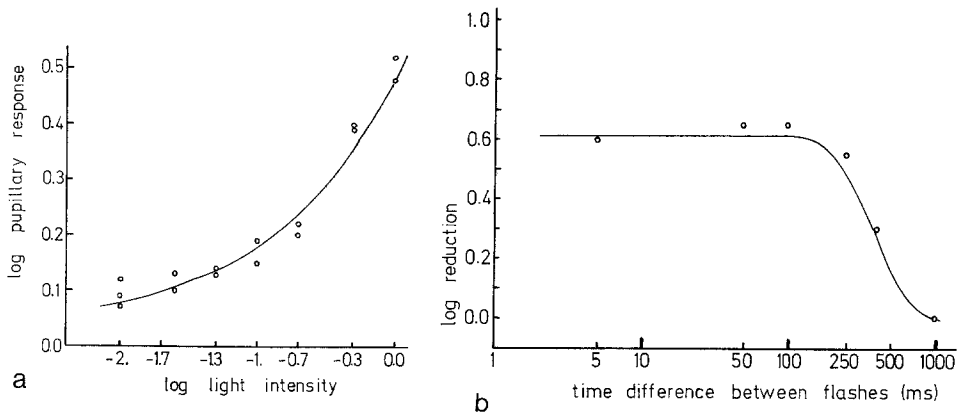 log pupillary response
0.5
0.4
0.3
0.2
0.1
0.0
-2. -1.7 -1.3 -1. -0.7 -0.3 0.0
log light intensity
a
log reduction
1.0
0.8
0.6
0.4
0.2
0.0
1 5 10 50 100 250 500 1000
time difference between flashes (ms)
b